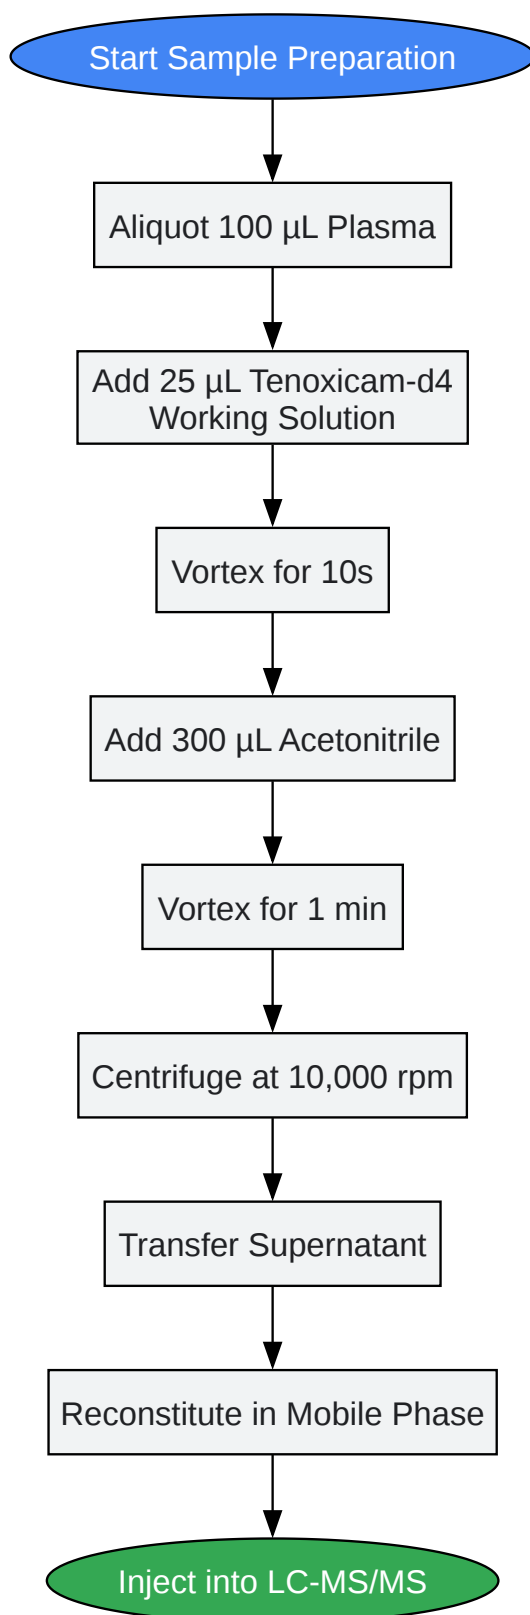 Start Sample Preparation
Aliquot 100 µL Plasma
Add 25 µL Tenoxicam-d4
Working Solution
Vortex for 10s
Add 300 µL Acetonitrile
Vortex for 1 min
Centrifuge at 10,000 rpm
Transfer Supernatant
Reconstitute in Mobile Phase
Inject into LC-MS/MS